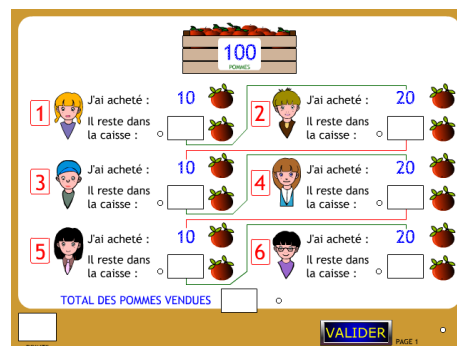 100
POMMES
1
J'ai acheté : 10
Il reste dans
la caisse :
2
J'ai acheté : 20
Il reste dans
la caisse :
3
J'ai acheté : 10
Il reste dans
la caisse :
4
J'ai acheté : 20
Il reste dans
la caisse :
5
J'ai acheté : 10
Il reste dans
la caisse :
6
J'ai acheté : 20
Il reste dans
la caisse :
TOTAL DES POMMES VENDUES
VALIDER
PAGE 1